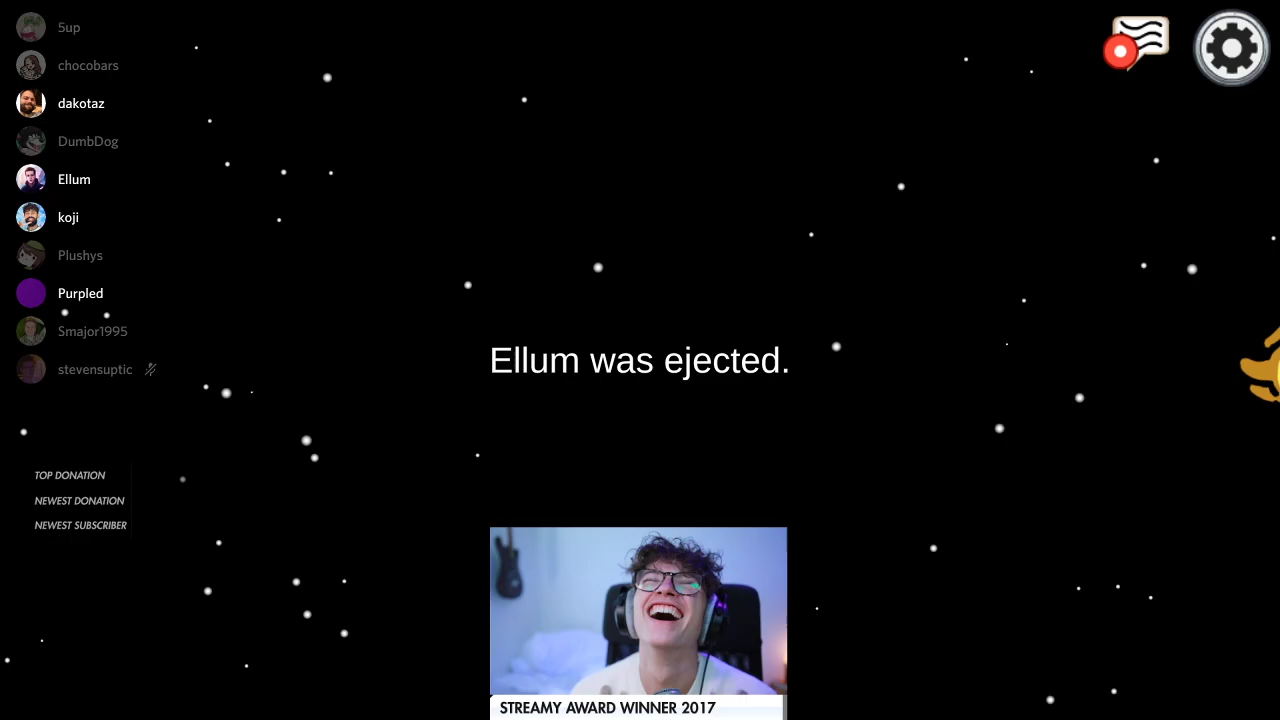 5up
chocobars
dakotaz
DumbDog
Ellum
koji
Plushys
Purpled
Smajor1995
stevensuptic
Ellum was ejected.
TOP DONATION
NEWEST DONATION
NEWEST SUBSCRIBER
STREAMY AWARD WINNER 2017